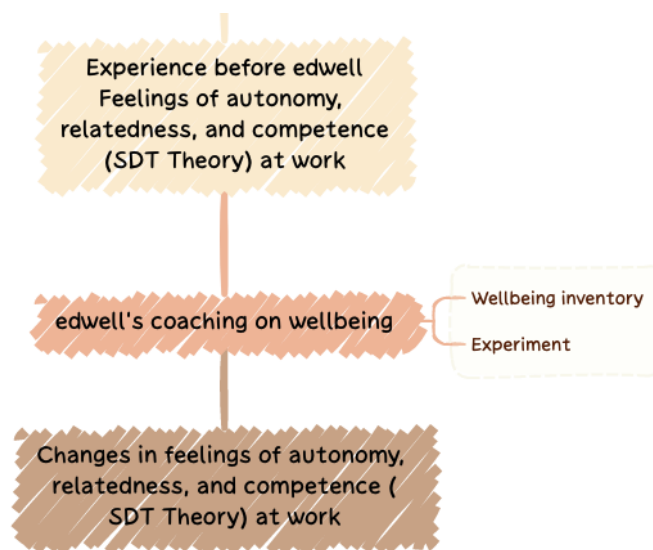 Experience before edwell
Feelings of autonomy,
relatedness, and competence
(SDT Theory) at work
edwell's coaching on wellbeing
Wellbeing inventory
Experiment
Changes in feelings of autonomy,
relatedness, and competence (
SDT Theory) at work